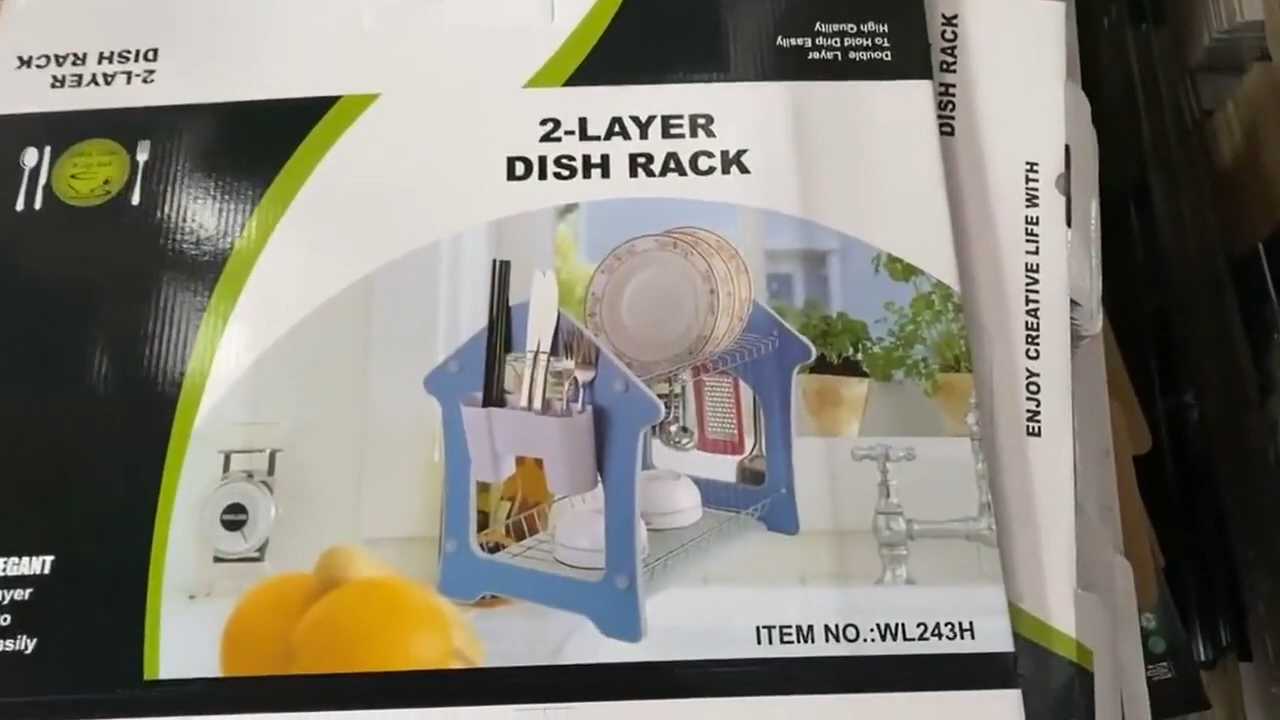 2-LAYER
DISH RACK
Double Layer
To Hold Drip Easily
High Quality
DISH RACK
2-LAYER
DISH RACK
ENJOY CREATIVE LIFE WITH
EGANT
ayer
o
asily
ITEM NO.:WL243H